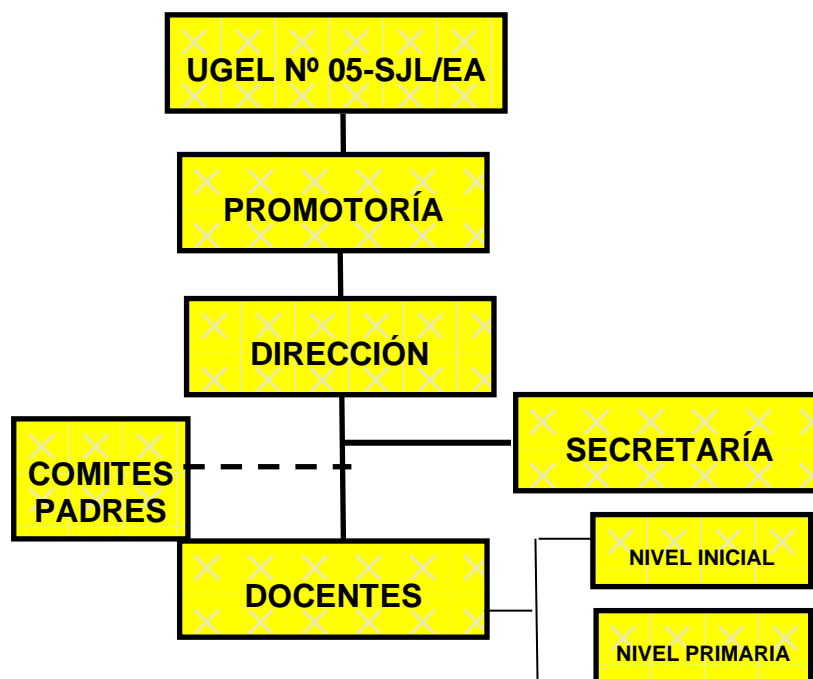 UGEL Nº 05-SJL/EA
PROMOTORÍA
DIRECCIÓN
SECRETARÍA
COMITES
PADRES
NIVEL INICIAL
DOCENTES
NIVEL PRIMARIA